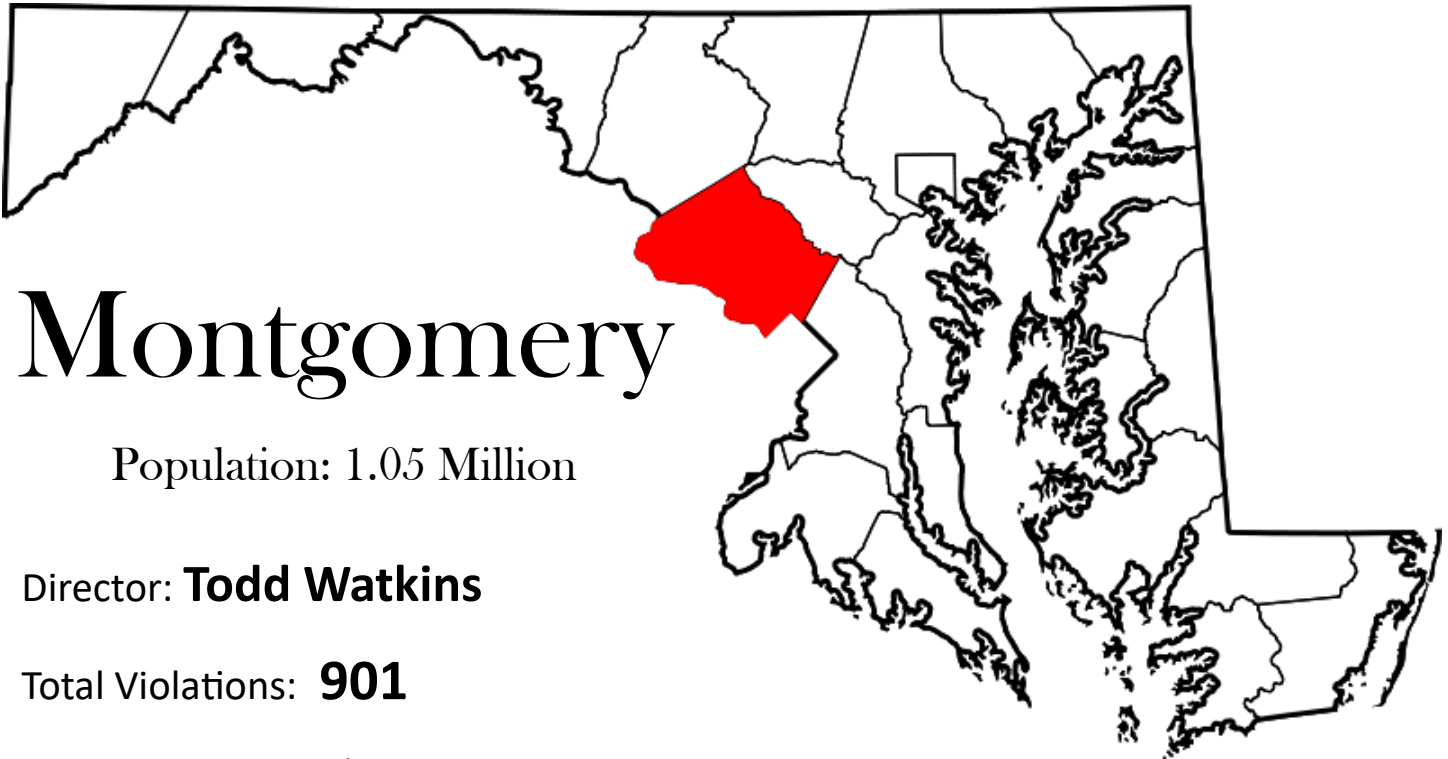 Montgomery
Population: 1.05 Million
Director: Todd Watkins
Total Violations: 901